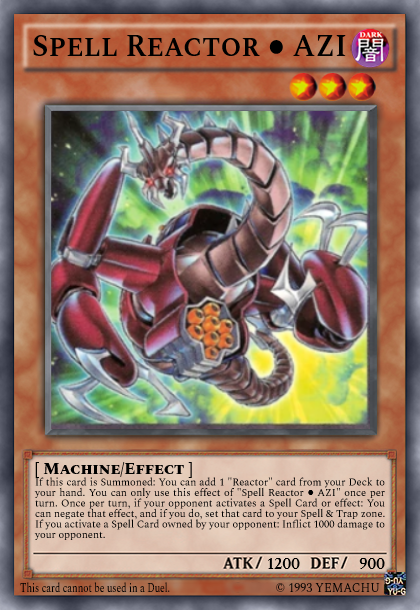 SPELL REACTOR ● AZI
DARK
闇
[ MACHINE/EFFECT ]
If this card is Summoned: You can add 1 "Reactor" card from your Deck to
your hand. You can only use this effect of "Spell Reactor ● AZI" once per
turn. Once per turn, if your opponent activates a Spell Card or effect: You
can negate that effect, and if you do, set that card to your Spell & Trap zone.
If you activate a Spell Card owned by your opponent: Inflict 1000 damage to
your opponent.
ATK / 1200 DEF/ 900
This card cannot be used in a Duel.
© 1993 YEMACHU
YU-G
YU-G